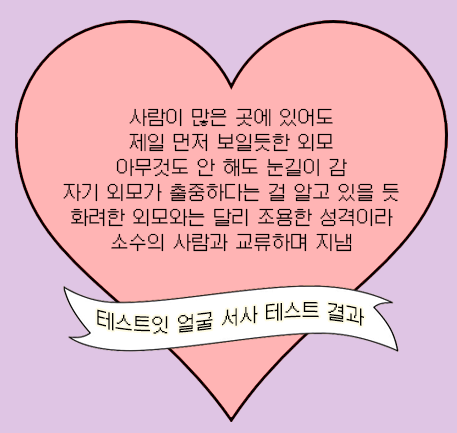 사람이 많은 곳에 있어도
제일 먼저 보일듯한 외모
아무것도 안 해도 눈길이 감
자기 외모가 출중하다는 걸 알고 있을 듯
화려한 외모와는 달리 조용한 성격이라
소수의 사람과 교류하며 지냄
테스트잇 얼굴 서사 테스트 결과